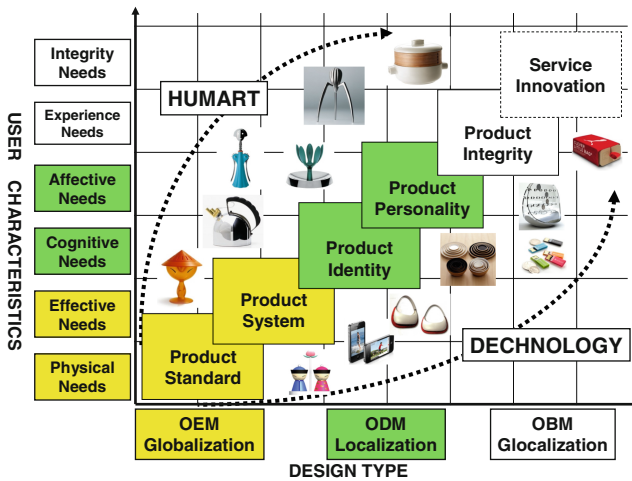 Integrity
Needs
Experience
Needs
Affective
Needs
Cognitive
Needs
Effective
Needs
Physical
Needs
USER CHARACTERISTICS
HUMART
Service
Innovation
Product
Integrity
Product
Personality
Product
Identity
Product
System
Product
Standard
DECHNOLOGY
OEM
Globalization
ODM
Localization
OBM
Glocalization
DESIGN TYPE